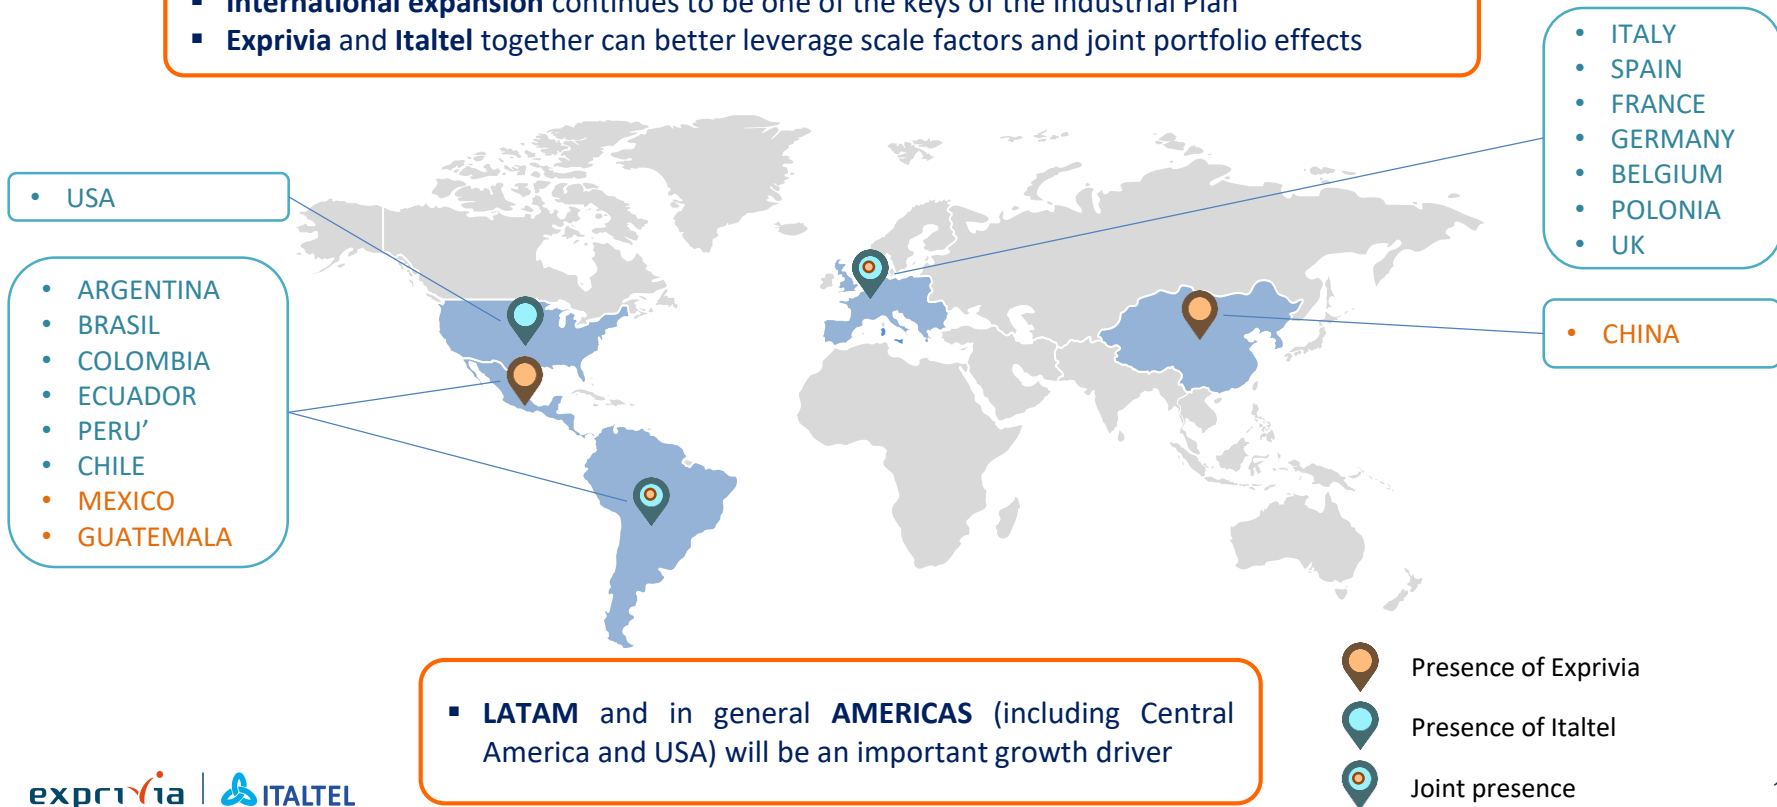 ▪ International expansion continues to be one of the keys of the Industrial Plan
▪ Exprivia and Italtel together can better leverage scale factors and joint portfolio effects
• ITALY
• SPAIN
• FRANCE
• GERMANY
• BELGIUM
• POLONIA
• UK
• USA
• ARGENTINA
• BRASIL
• COLOMBIA
• ECUADOR
• PERU’
• CHILE
• MEXICO
• GUATEMALA
• CHINA
▪ LATAM and in general AMERICAS (including Central
America and USA) will be an important growth driver
Presence of Exprivia
Presence of Italtel
Joint presence
exprivia | ITALTEL